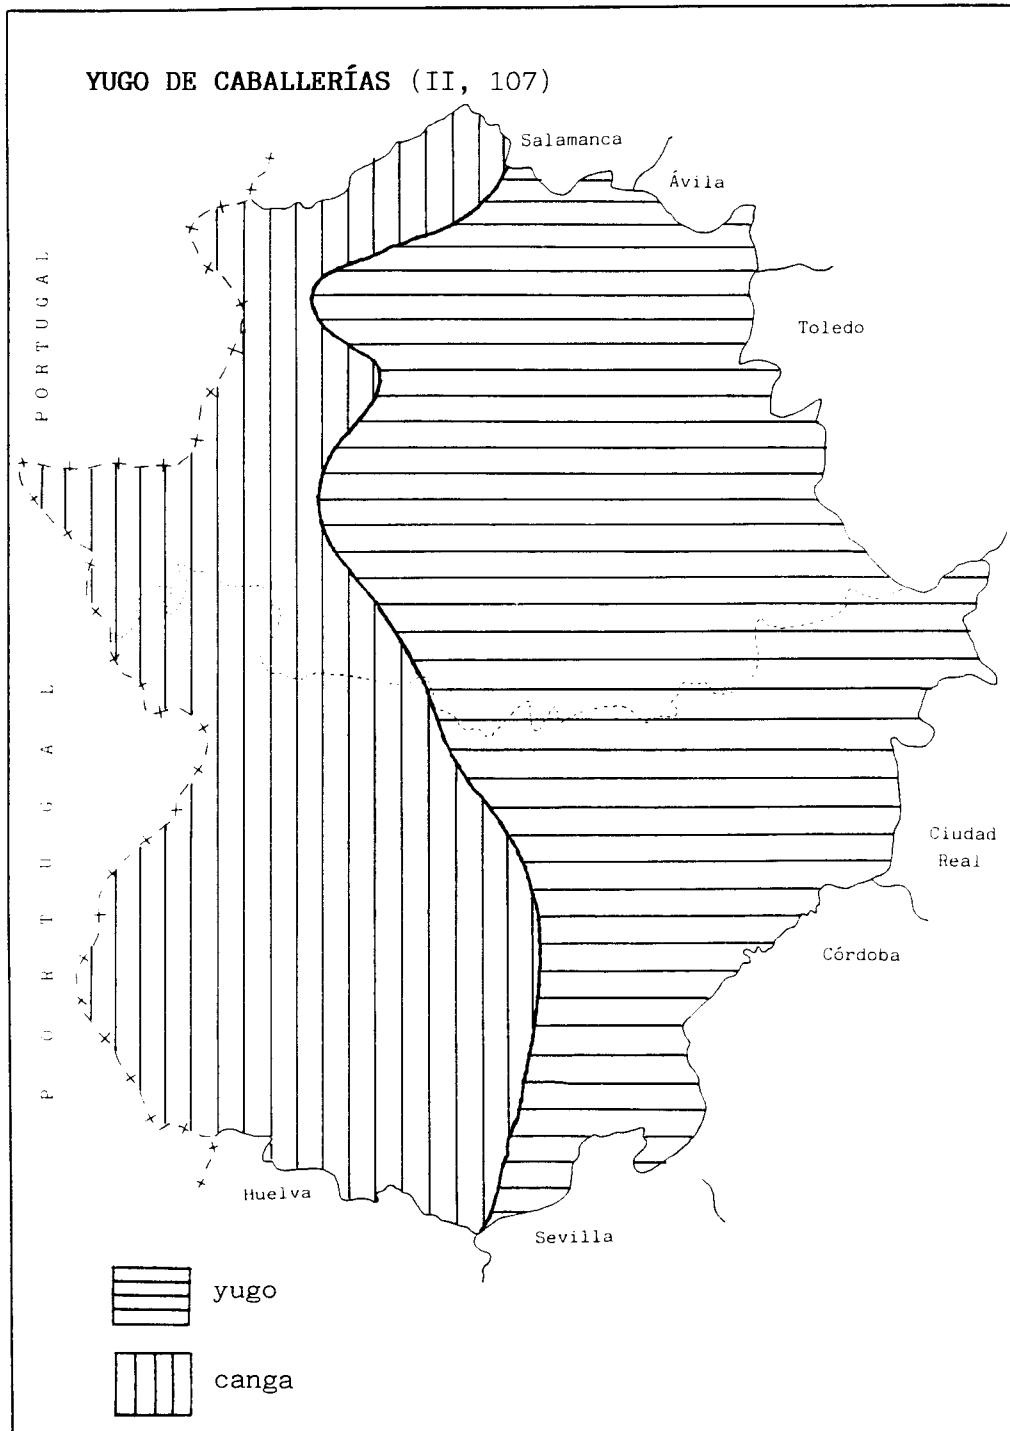 YUGO DE CABALLERÍAS (II, 107)
Salamanca
Ávila
PORTUGAL
Toledo
PORTUGAL
Ciudad
Real
Córdoba
Huelva
Sevilla
yugo
canga